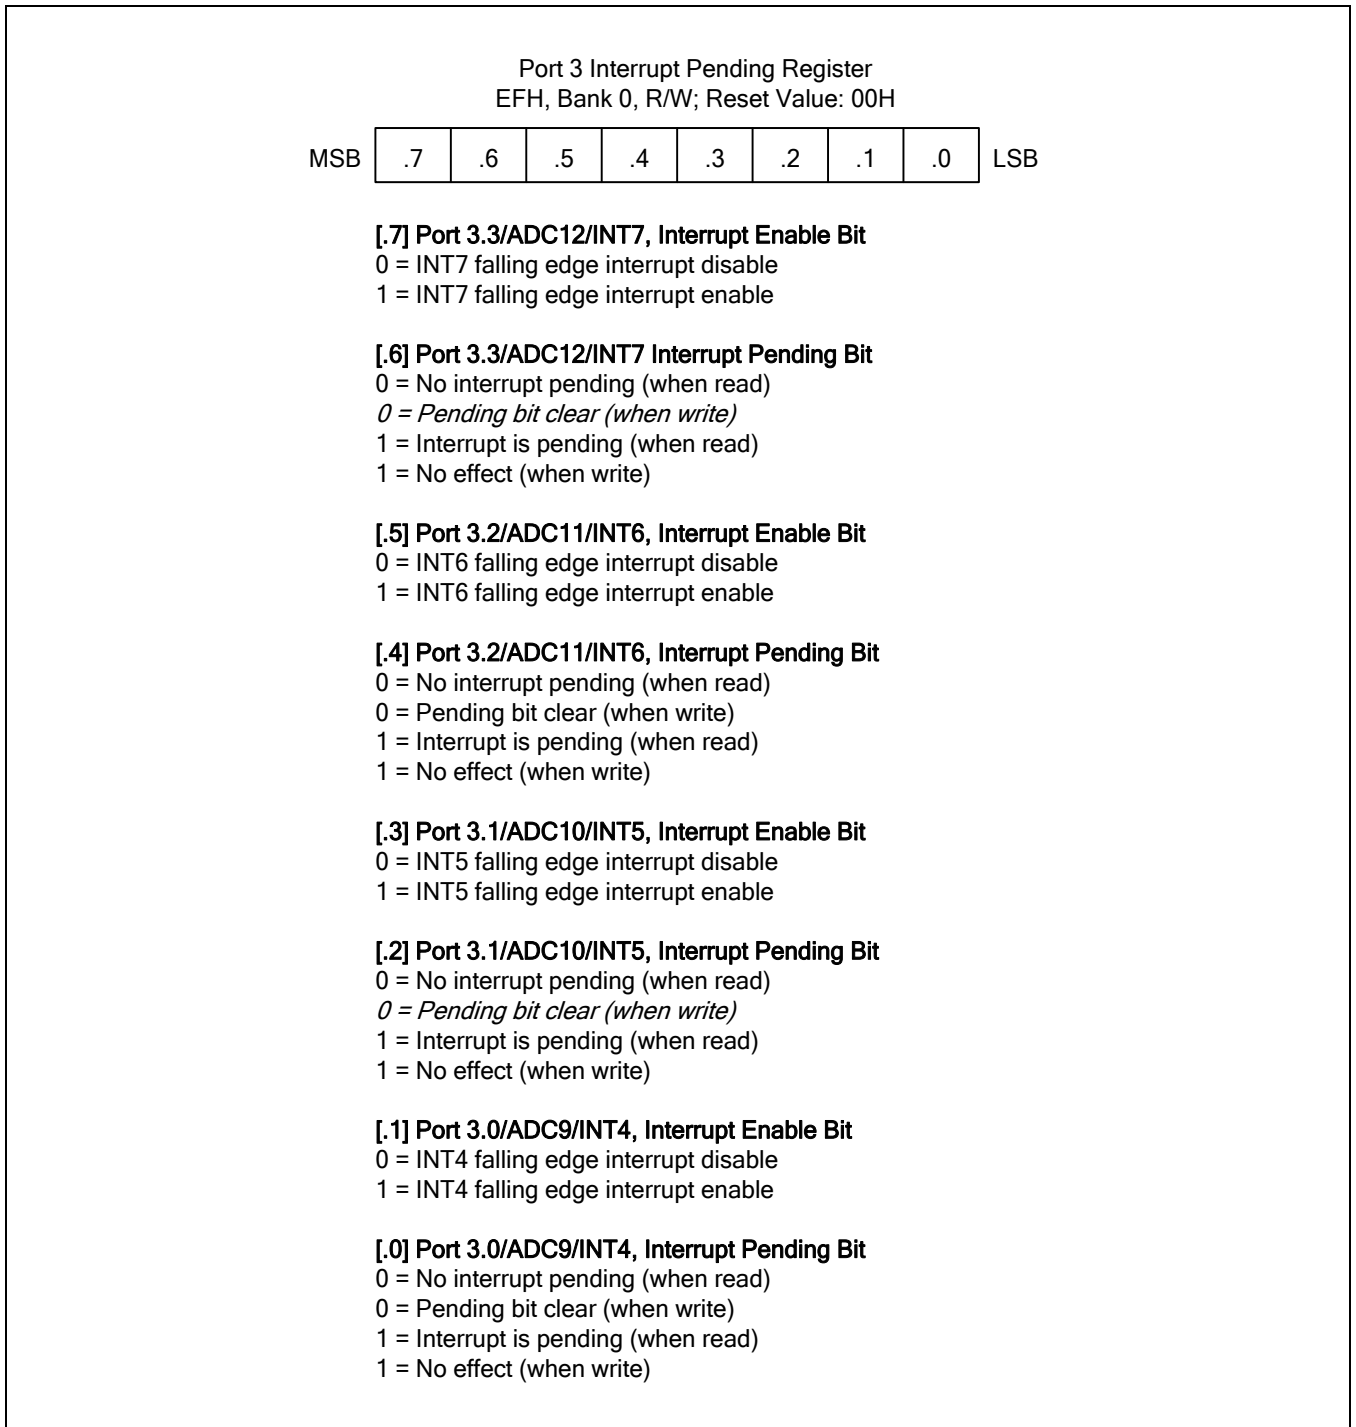 Port 3 Interrupt Pending Register
EFH, Bank 0, R/W; Reset Value: 00H
MSB .7 .6 .5 .4 .3 .2 .1 .0 LSB
[.7] Port 3.3/ADC12/INT7, Interrupt Enable Bit
0 = INT7 falling edge interrupt disable
1 = INT7 falling edge interrupt enable
[.6] Port 3.3/ADC12/INT7 Interrupt Pending Bit
0 = No interrupt pending (when read)
0 = Pending bit clear (when write)
1 = Interrupt is pending (when read)
1 = No effect (when write)
[.5] Port 3.2/ADC11/INT6, Interrupt Enable Bit
0 = INT6 falling edge interrupt disable
1 = INT6 falling edge interrupt enable
[.4] Port 3.2/ADC11/INT6, Interrupt Pending Bit
0 = No interrupt pending (when read)
0 = Pending bit clear (when write)
1 = Interrupt is pending (when read)
1 = No effect (when write)
[.3] Port 3.1/ADC10/INT5, Interrupt Enable Bit
0 = INT5 falling edge interrupt disable
1 = INT5 falling edge interrupt enable
[.2] Port 3.1/ADC10/INT5, Interrupt Pending Bit
0 = No interrupt pending (when read)
0 = Pending bit clear (when write)
1 = Interrupt is pending (when read)
1 = No effect (when write)
[.1] Port 3.0/ADC9/INT4, Interrupt Enable Bit
0 = INT4 falling edge interrupt disable
1 = INT4 falling edge interrupt enable
[.0] Port 3.0/ADC9/INT4, Interrupt Pending Bit
0 = No interrupt pending (when read)
0 = Pending bit clear (when write)
1 = Interrupt is pending (when read)
1 = No effect (when write)